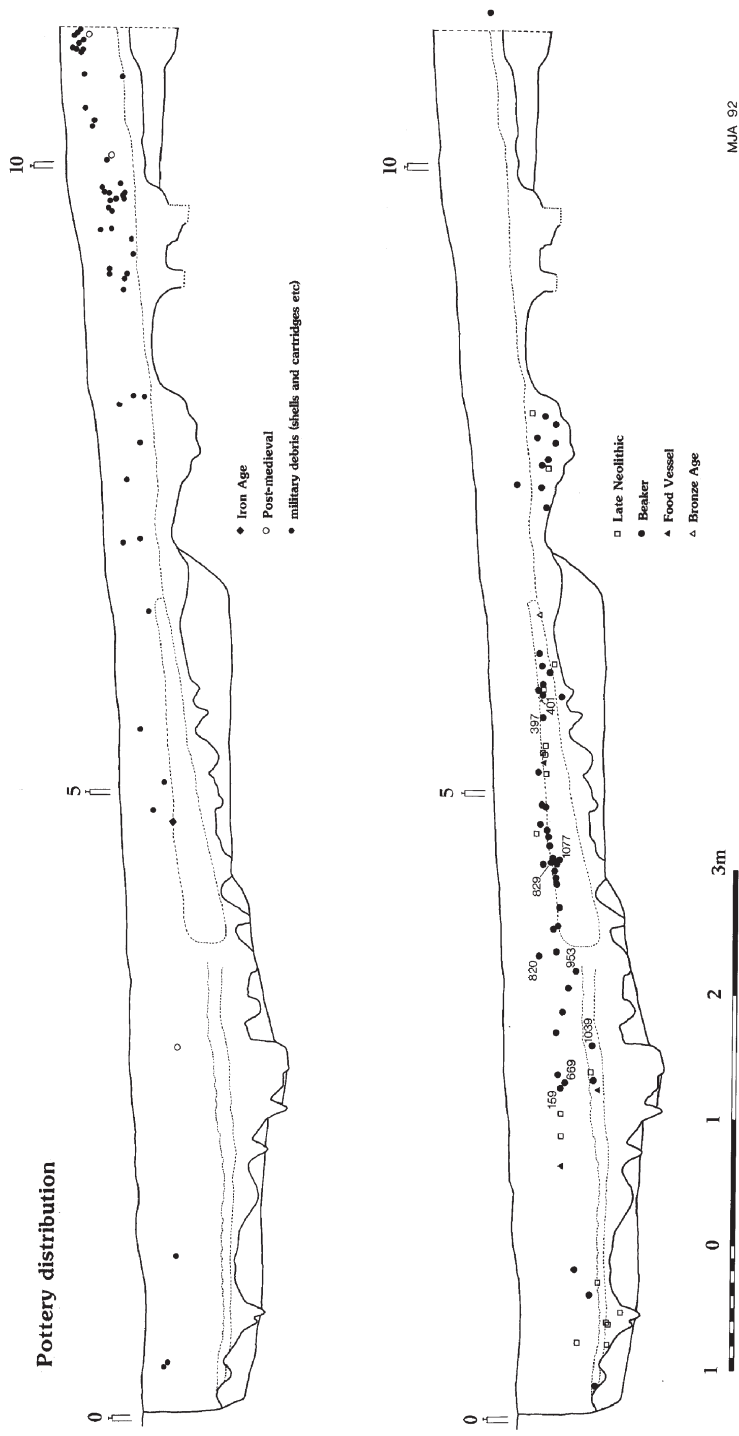 Pottery distribution
0
5
10
Iron Age
Post-medieval
military debris (shells and cartridges etc)
0
5
10
159
669
1039
820
953
829
1077
397
401
Late Neolithic
Beaker
Food Vessel
Bronze Age
1
0
1
2
3m
MJA 92